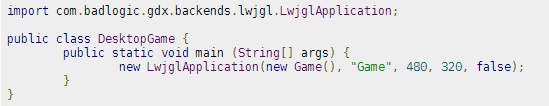 import com.badlogic.gdx.backends.lwjgl.LwjglApplication;
public class DesktopGame {
public static void main (String[] args) {
new LwjglApplication(new Game(), "Game", 480, 320, false);
}
}